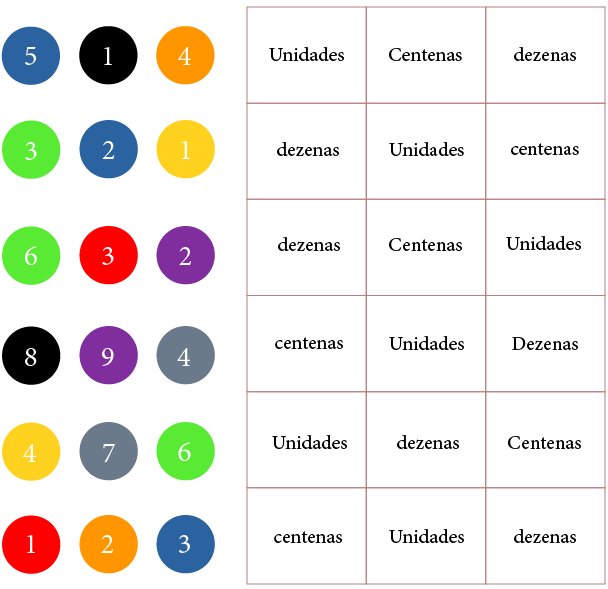 5 1 4 Unidades Centenas dezenas
3 2 1 dezenas Unidades centenas
6 3 2 dezenas Centenas Unidades
8 9 4 centenas Unidades Dezenas
4 7 6 Unidades dezenas Centenas
1 2 3 centenas Unidades dezenas